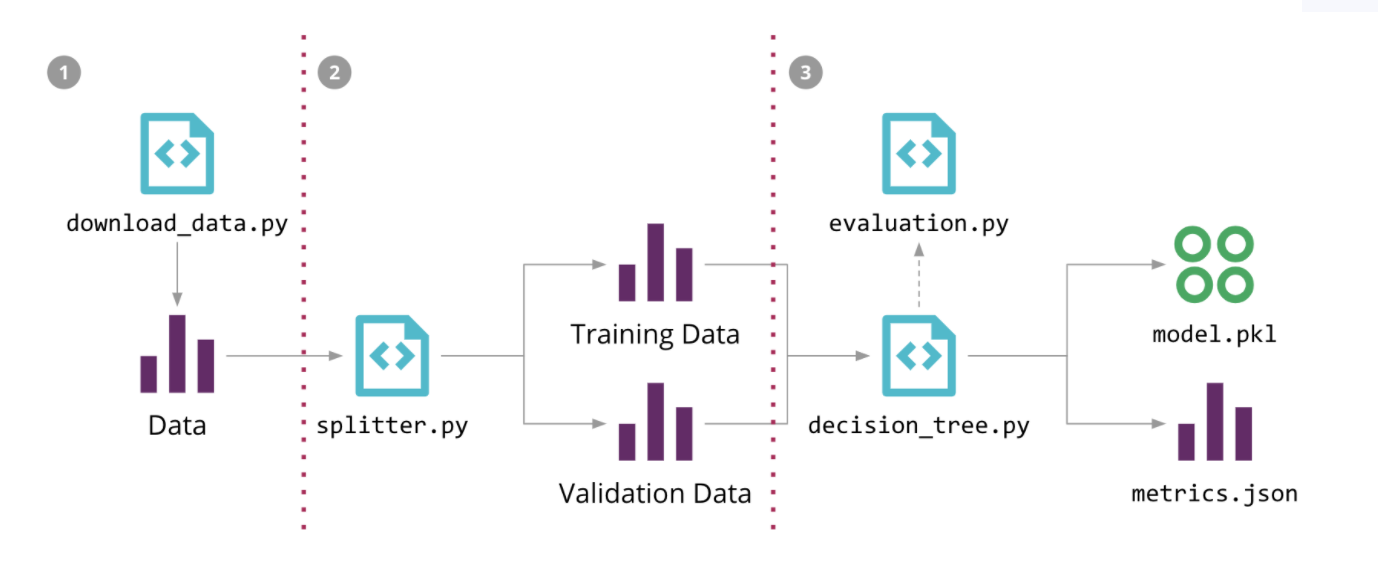 1
2
3
download_data.py
evaluation.py
Training Data
model.pkl
Data
splitter.py
decision_tree.py
Validation Data
metrics.json